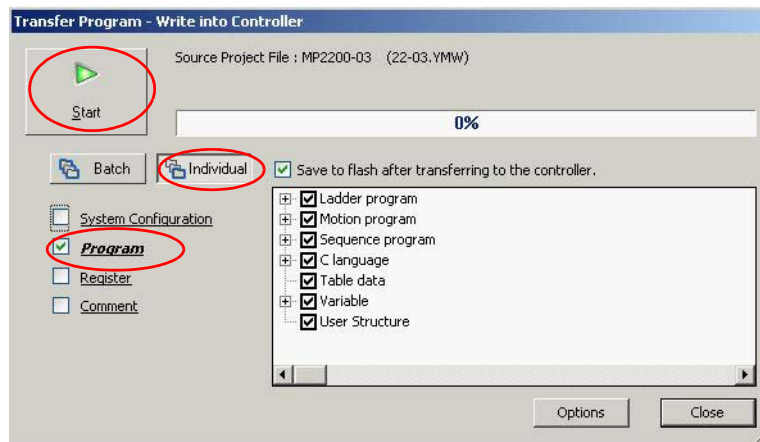 Transfer Program - Write into Controller
Source Project File : MP2200-03 (22-03.YMW)
Start
0%
Batch
Individual
Save to flash after transferring to the controller.
System Configuration
Program
Register
Comment
Ladder program
Motion program
Sequence program
C language
Table data
Variable
User Structure
Options
Close